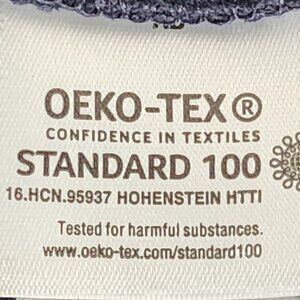 OEKO-TEX®
CONFIDENCE IN TEXTILES
STANDARD 100
16.HCN.95937 HOHENSTEIN HTTI
Tested for harmful substances.
www.oeko-tex.com/standard100